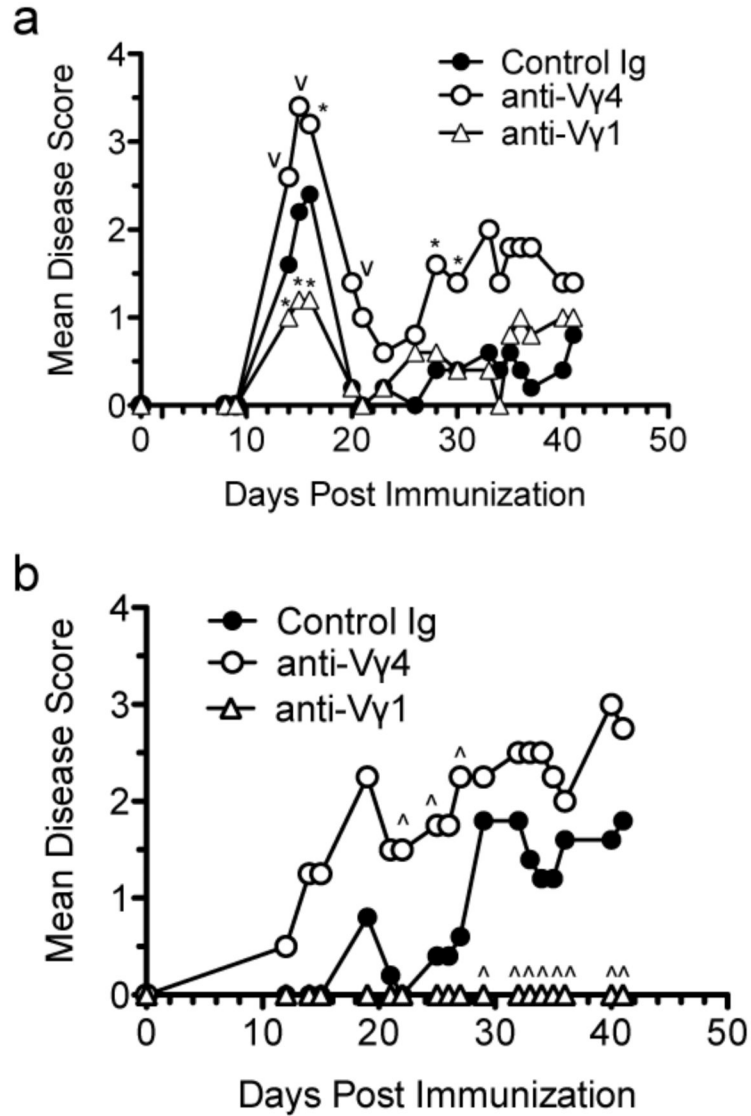 a
4
3
2
1
0
Mean Disease Score
Control Ig
anti-Vγ4
anti-Vγ1
v
v
*
* *
*
v
*
*
0
10
20
30
40
50
Days Post Immunization
b
4
3
2
1
0
Mean Disease Score
Control Ig
anti-Vγ4
anti-Vγ1
^
^
^
^ ^^^^^ ^^
0
10
20
30
40
50
Days Post Immunization